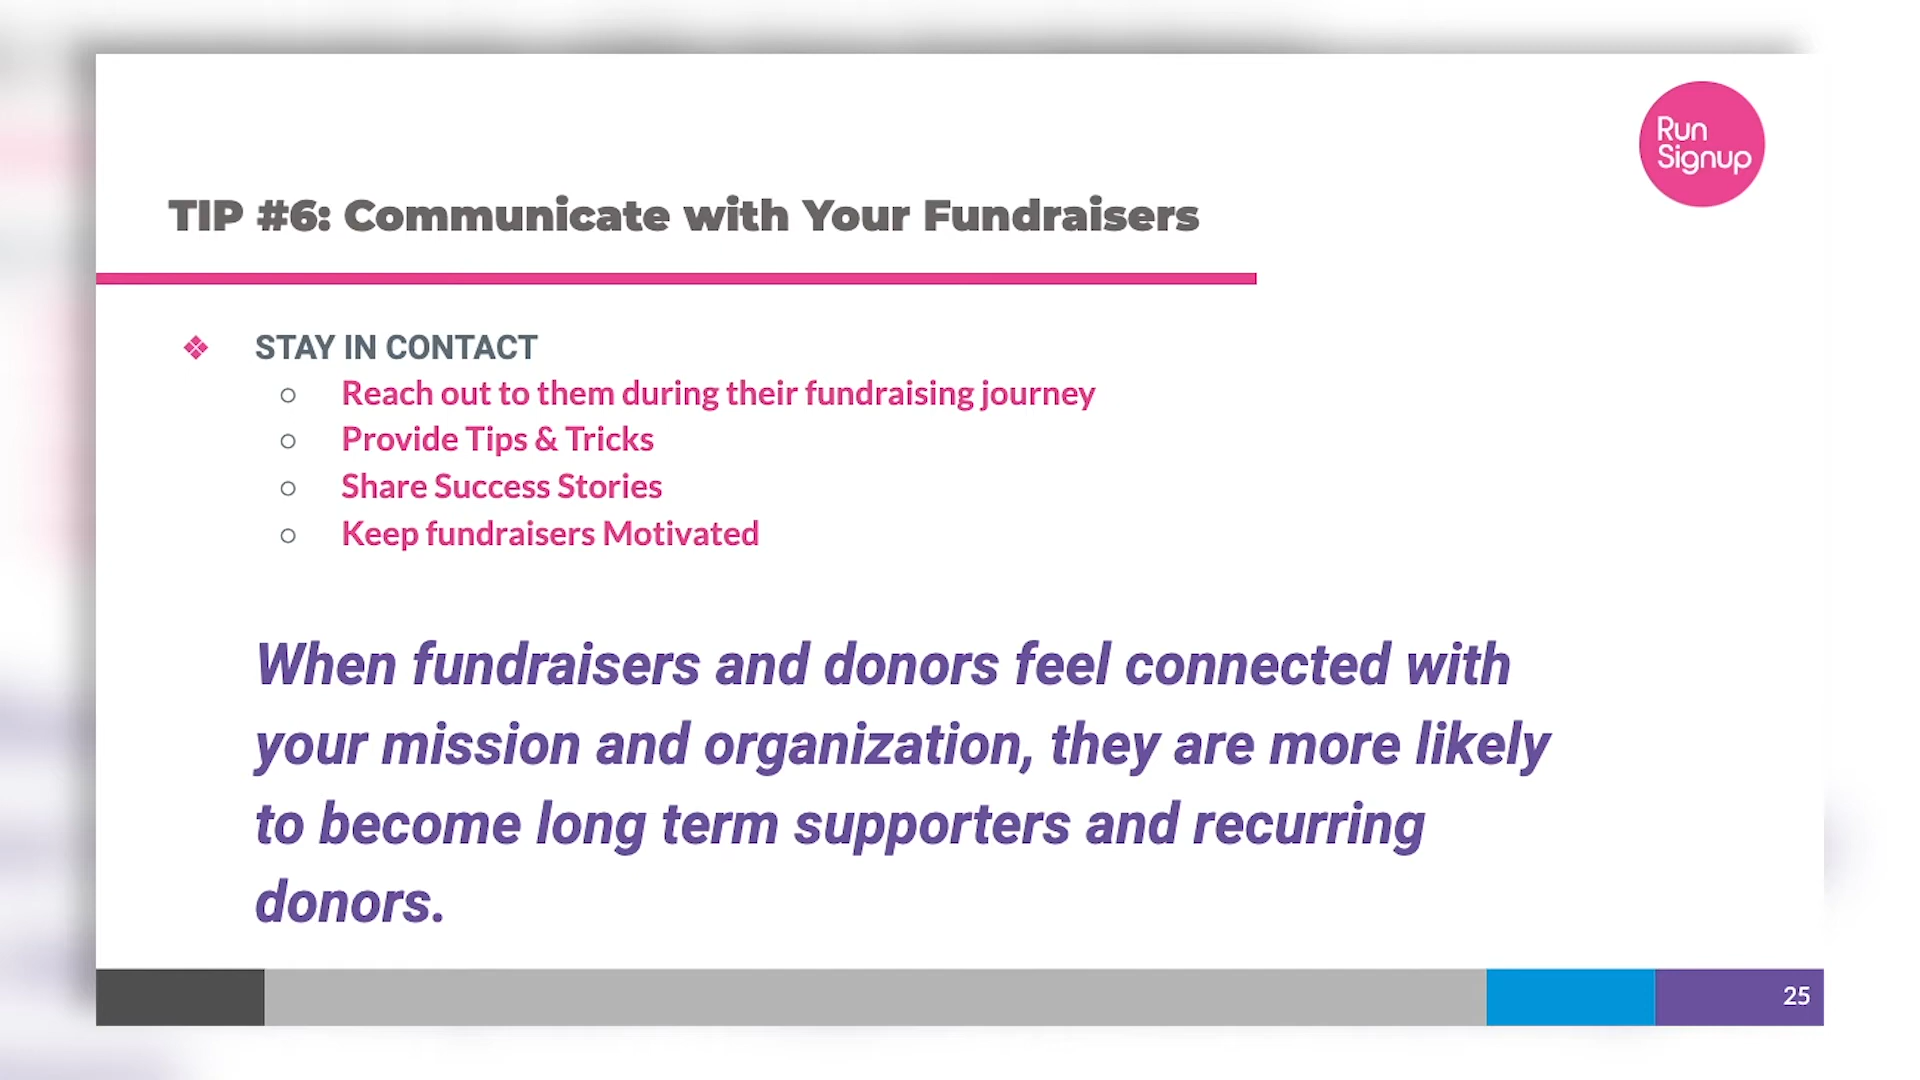 Run
Signup
TIP #6: Communicate with Your Fundraisers
❖ STAY IN CONTACT
○ Reach out to them during their fundraising journey
○ Provide Tips & Tricks
○ Share Success Stories
○ Keep fundraisers Motivated
When fundraisers and donors feel connected with
your mission and organization, they are more likely
to become long term supporters and recurring
donors.
25